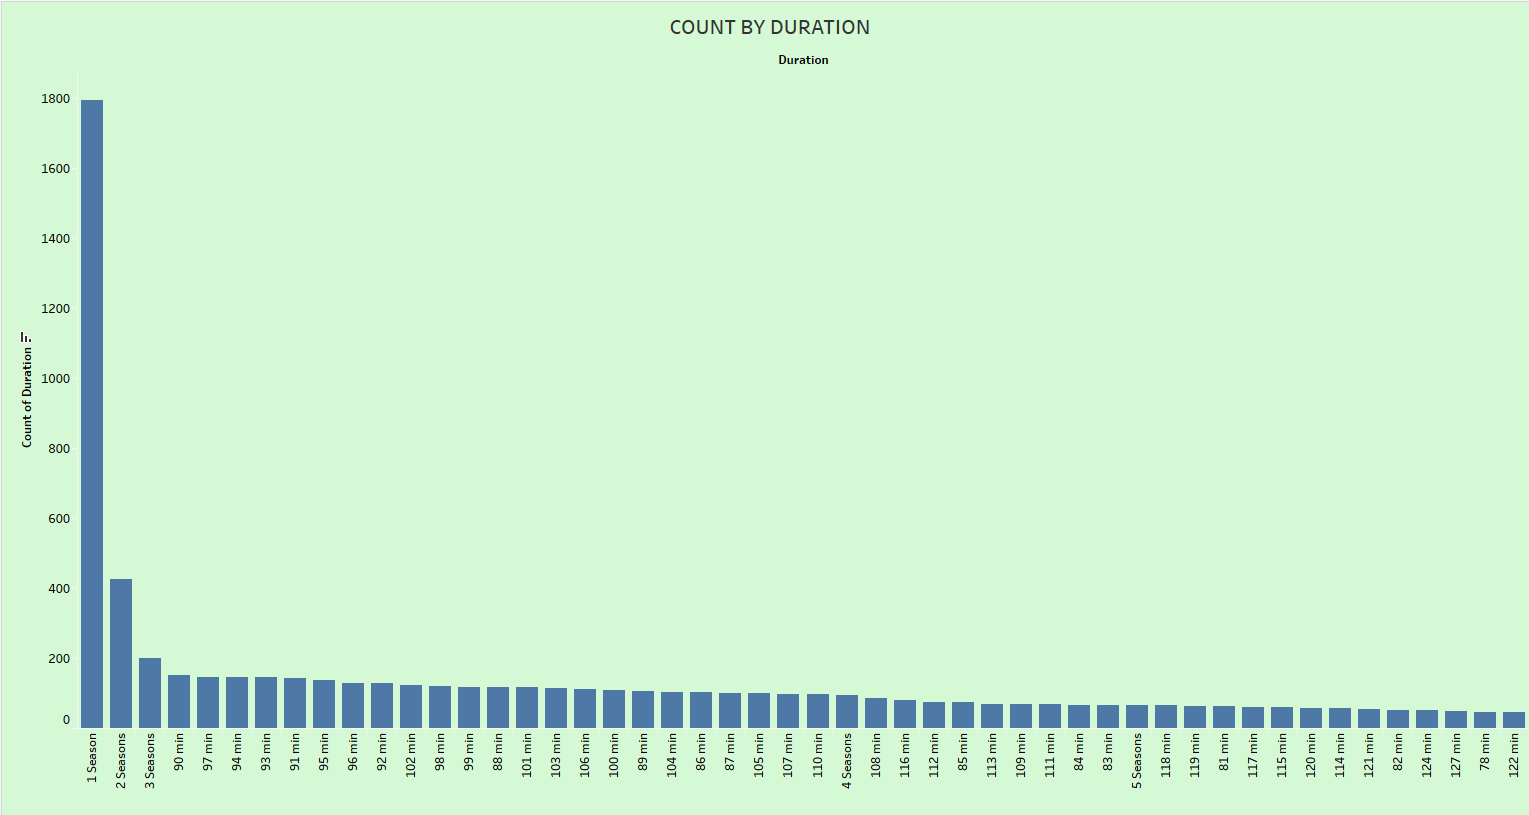 COUNT BY DURATION
Duration
Count of Duration
1800
1600
1400
1200
1000
800
600
400
200
0
1 Season
2 Seasons
3 Seasons
90 min
97 min
94 min
93 min
91 min
95 min
96 min
92 min
102 min
98 min
99 min
88 min
101 min
103 min
106 min
100 min
89 min
104 min
86 min
87 min
105 min
107 min
110 min
4 Seasons
108 min
116 min
112 min
85 min
113 min
109 min
111 min
84 min
83 min
5 Seasons
118 min
119 min
81 min
117 min
115 min
120 min
114 min
121 min
82 min
124 min
127 min
78 min
122 min